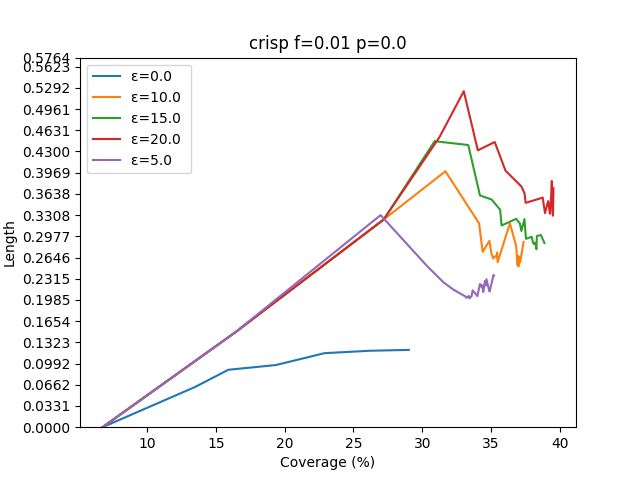 crisp f=0.01 p=0.0
0.5764
0.5623
0.5292
0.4961
0.4631
0.4300
0.3969
0.3638
0.3308
0.2977
0.2646
0.2315
0.1985
0.1654
0.1323
0.0992
0.0662
0.0331
0.0000
Length
ε=0.0
ε=10.0
ε=15.0
ε=20.0
ε=5.0
10 15 20 25 30 35 40
Coverage (%)